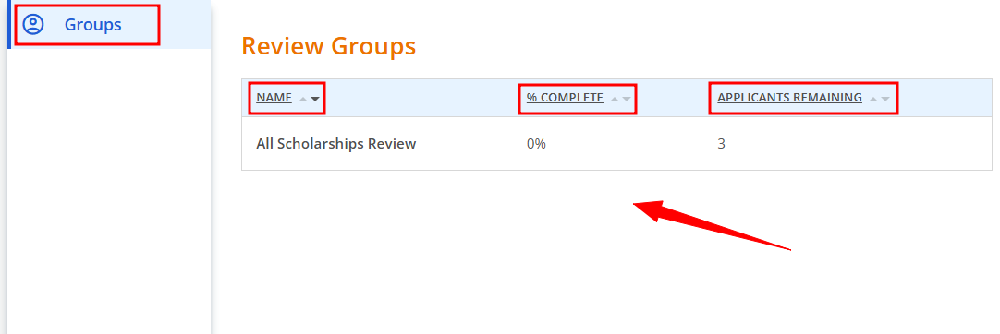 Groups
Review Groups
NAME % COMPLETE APPLICANTS REMAINING
All Scholarships Review 0% 3